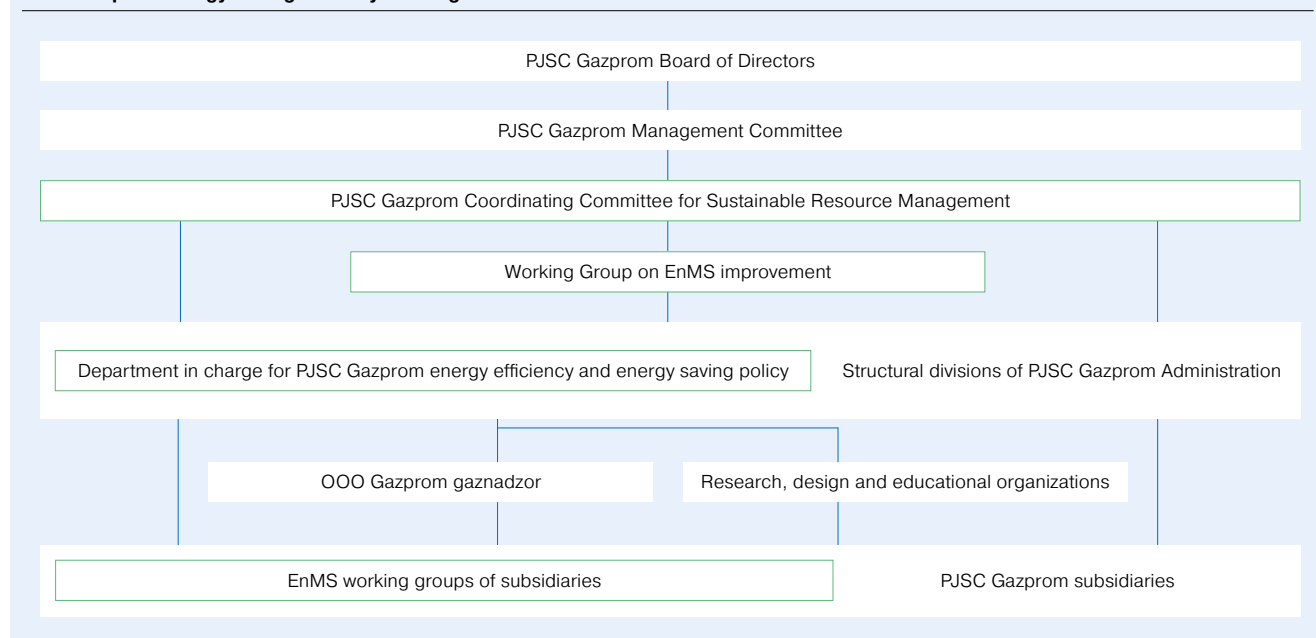 PJSC Gazprom Board of Directors
PJSC Gazprom Management Committee
PJSC Gazprom Coordinating Committee for Sustainable Resource Management
Working Group on EnMS improvement
Department in charge for PJSC Gazprom energy efficiency and energy saving policy
Structural divisions of PJSC Gazprom Administration
OOO Gazprom gaznadzor
Research, design and educational organizations
EnMS working groups of subsidiaries
PJSC Gazprom subsidiaries